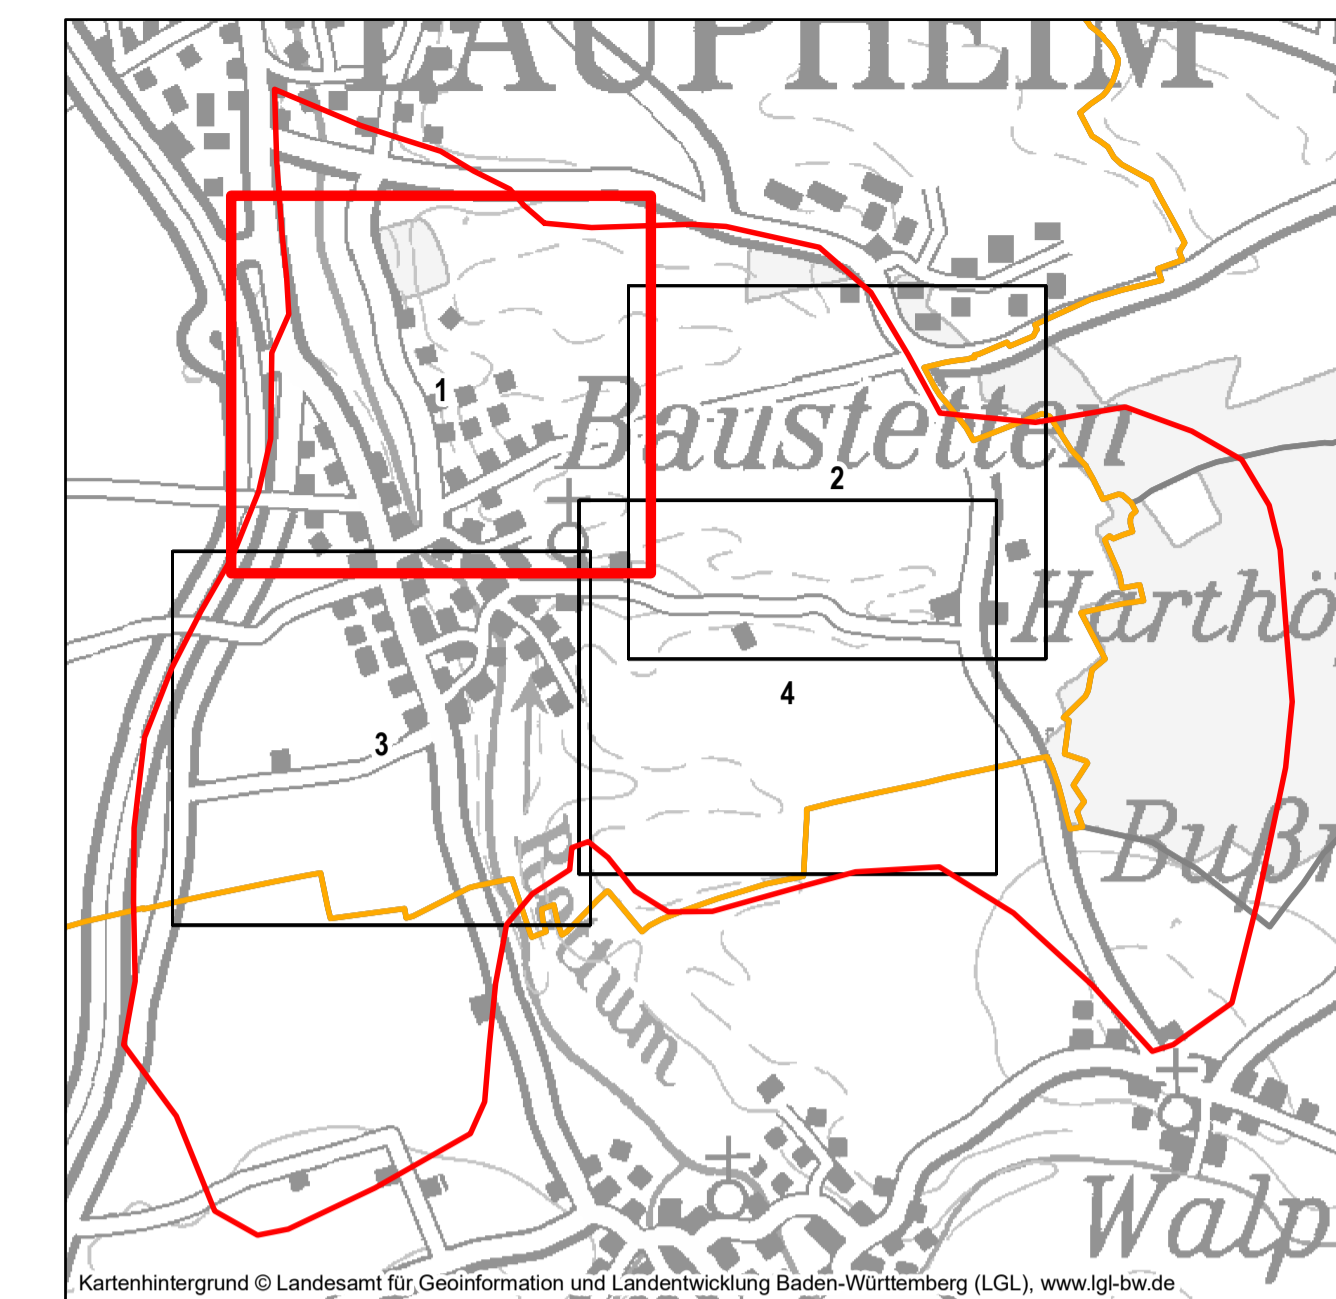 LAUPHEIM
1
Baustetten
2
Harthö
4
3
Bußr
Rottum
Walp
Kartenhintergrund © Landesamt für Geoinformation und Landentwicklung Baden-Württemberg (LGL), www.lgl-bw.de